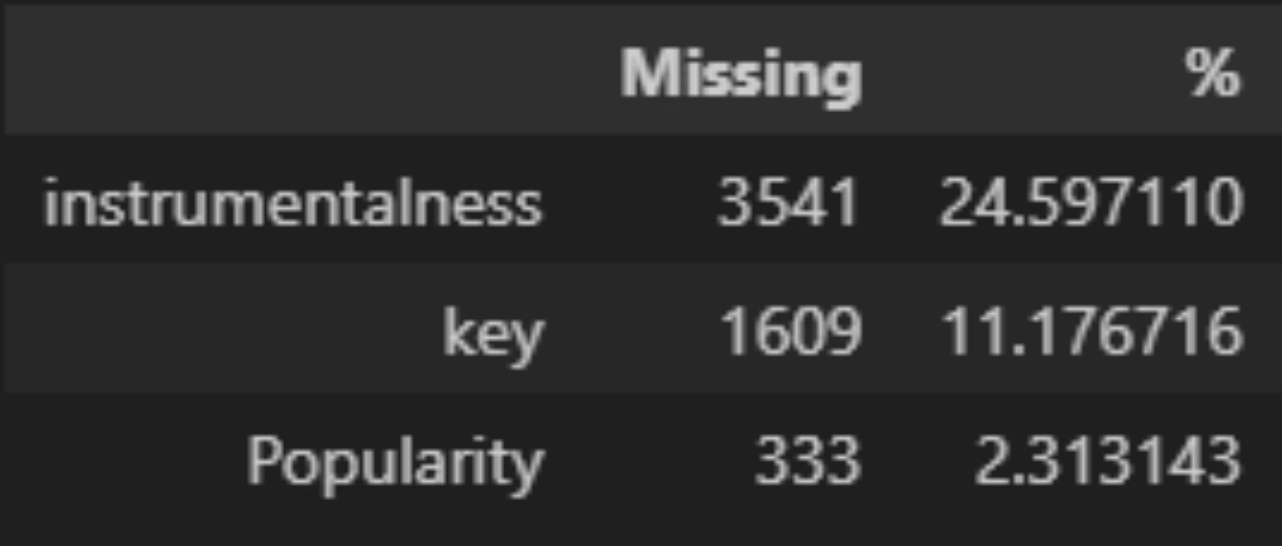 Missing %
instrumentalness 3541 24.597110
key 1609 11.176716
Popularity 333 2.313143